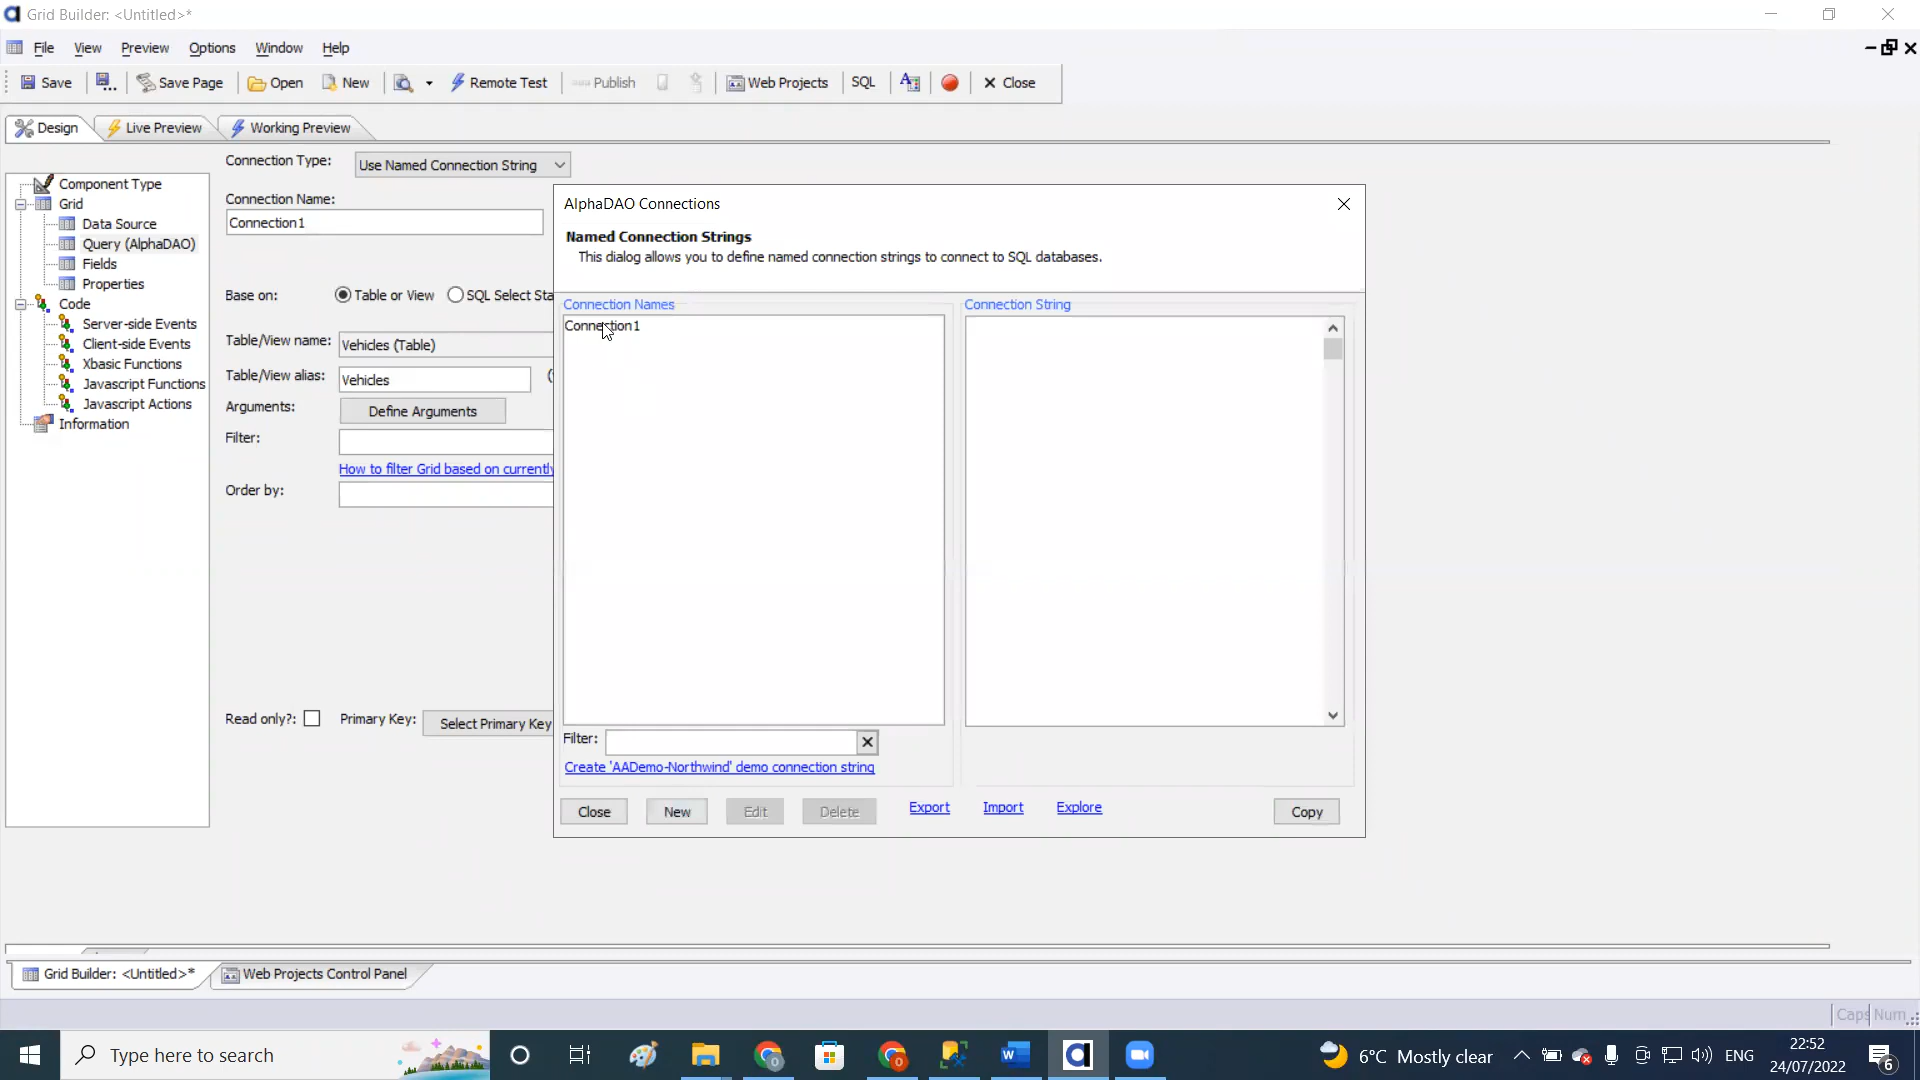 Grid Builder: <Untitled>*
File View Preview Options Window Help
Save Save Page Open New Remote Test Publish Web Projects SQL Close
Design Live Preview Working Preview
Component Type
Grid
Data Source
Query (AlphaDAO)
Fields
Properties
Code
Server-side Events
Client-side Events
Xbasic Functions
Javascript Functions
Javascript Actions
Information
Connection Type: Use Named Connection String
Connection Name:
Connection1
Base on: Table or View SQL Select Sta
Table/View name: Vehicles (Table)
Table/View alias: Vehicles
Arguments: Define Arguments
Filter:
How to filter Grid based on currently
Order by:
Read only?: Primary Key: Select Primary Key
AlphaDAO Connections
Named Connection Strings
This dialog allows you to define named connection strings to connect to SQL databases.
Connection Names
Connection1
Connection String
Filter:
Create 'AADemo-Northwind' demo connection string
Close New Edit Delete Export Import Explore Copy
Grid Builder: <Untitled>* Web Projects Control Panel
Caps Num
Type here to search
6°C Mostly clear
ENG
22:52
24/07/2022
6